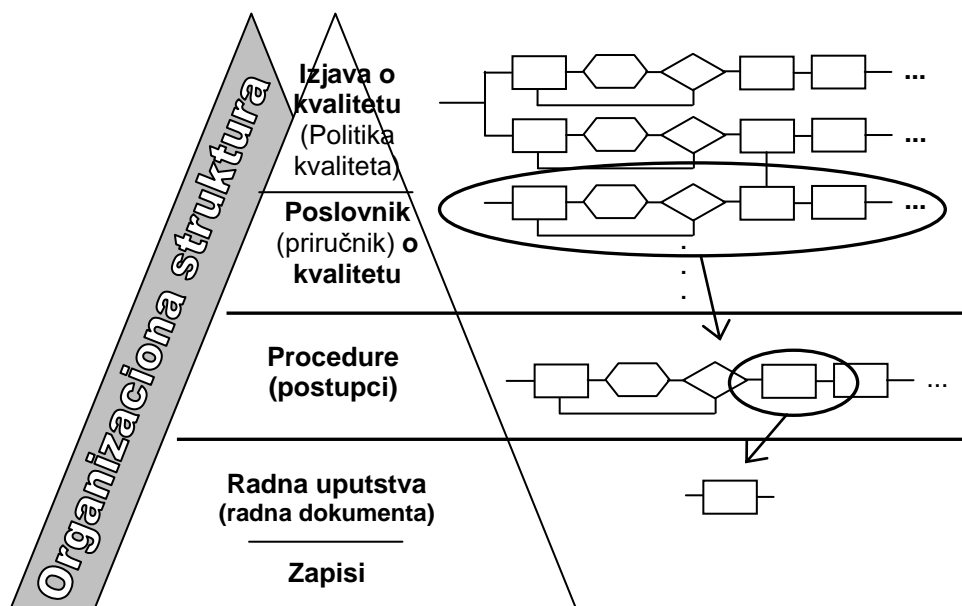 Organizaciona struktura
Izjava o
kvalitetu
(Politika
kvaliteta)
Poslovnik
(priručnik) o
kvalitetu
Procedure
(postupci)
Radna uputstva
(radna dokumenta)
Zapisi
...
...
...
...